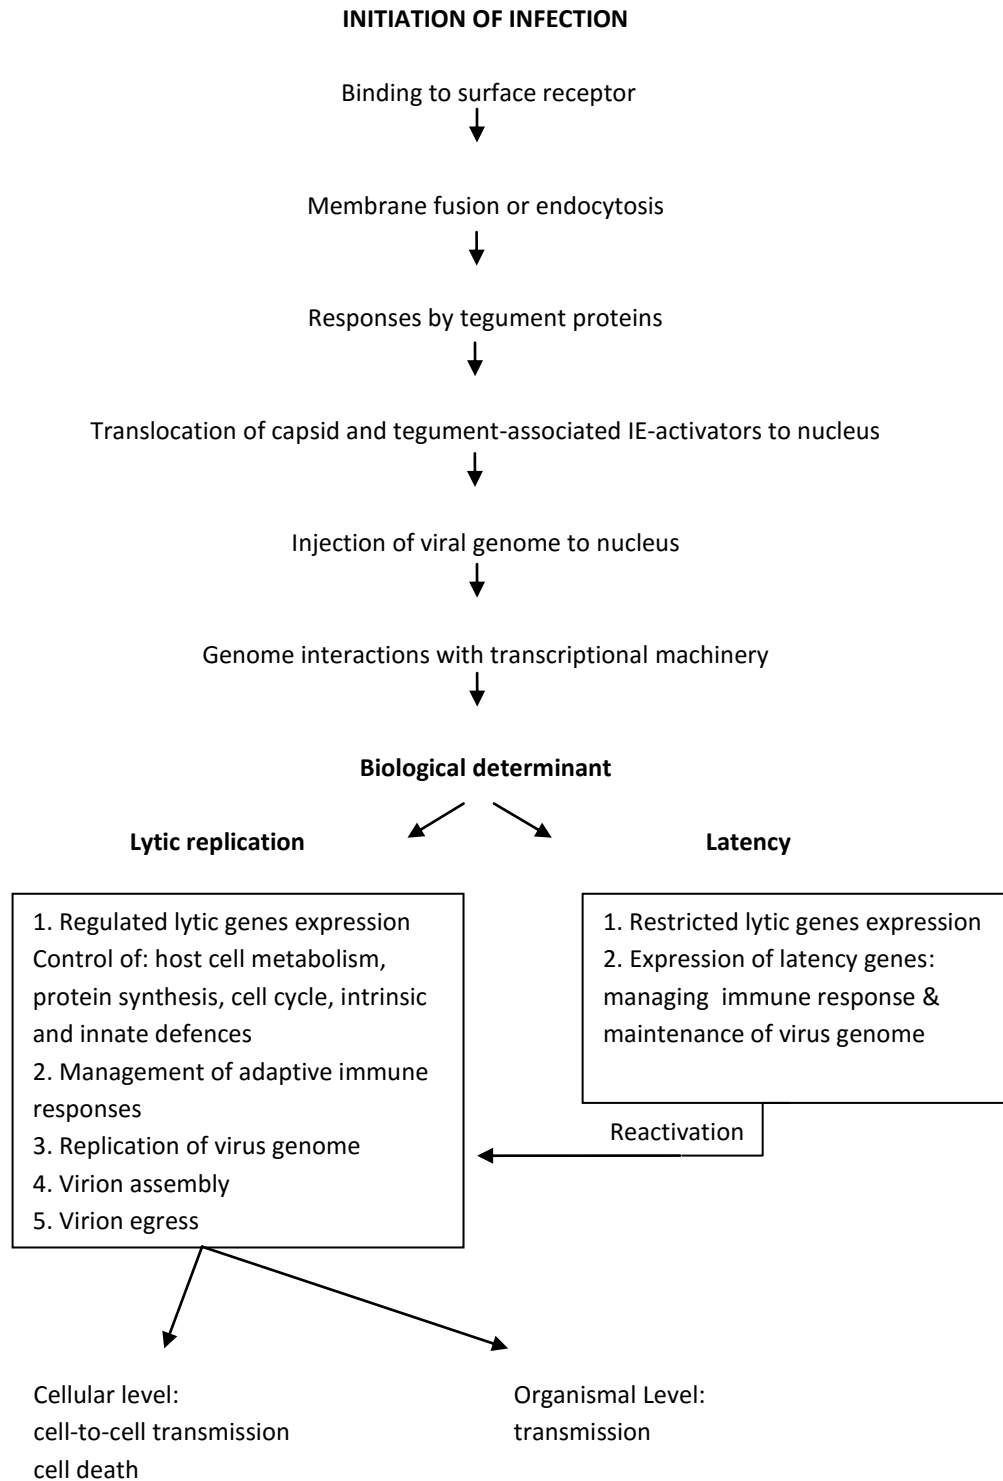 INITIATION OF INFECTION
Binding to surface receptor
Membrane fusion or endocytosis
Responses by tegument proteins
Translocation of capsid and tegument-associated IE-activators to nucleus
Injection of viral genome to nucleus
Genome interactions with transcriptional machinery
Biological determinant
Lytic replication
Latency
1. Regulated lytic genes expression
Control of: host cell metabolism,
protein synthesis, cell cycle, intrinsic
and innate defences
2. Management of adaptive immune
responses
3. Replication of virus genome
4. Virion assembly
5. Virion egress
1. Restricted lytic genes expression
2. Expression of latency genes:
managing  immune response &
maintenance of virus genome
Reactivation
Cellular level:
cell-to-cell transmission
cell death
Organismal Level:
transmission